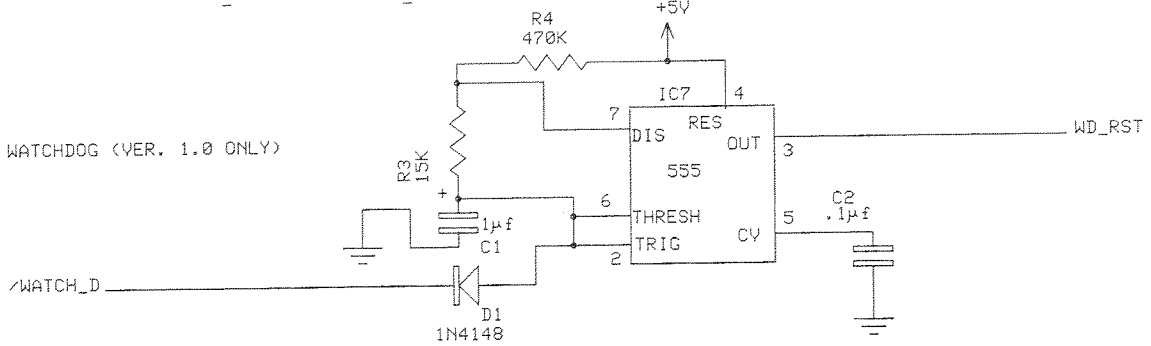 R4
470K
+5V
IC7
4
7
RES
DIS
OUT
WD_RST
3
WATCHDOG (VER. 1.0 ONLY)
R3
15K
555
+
6
THRESH
C2
.1µf
1µf
C1
5
CV
TRIG
2
/WATCH_D
D1
1N4148